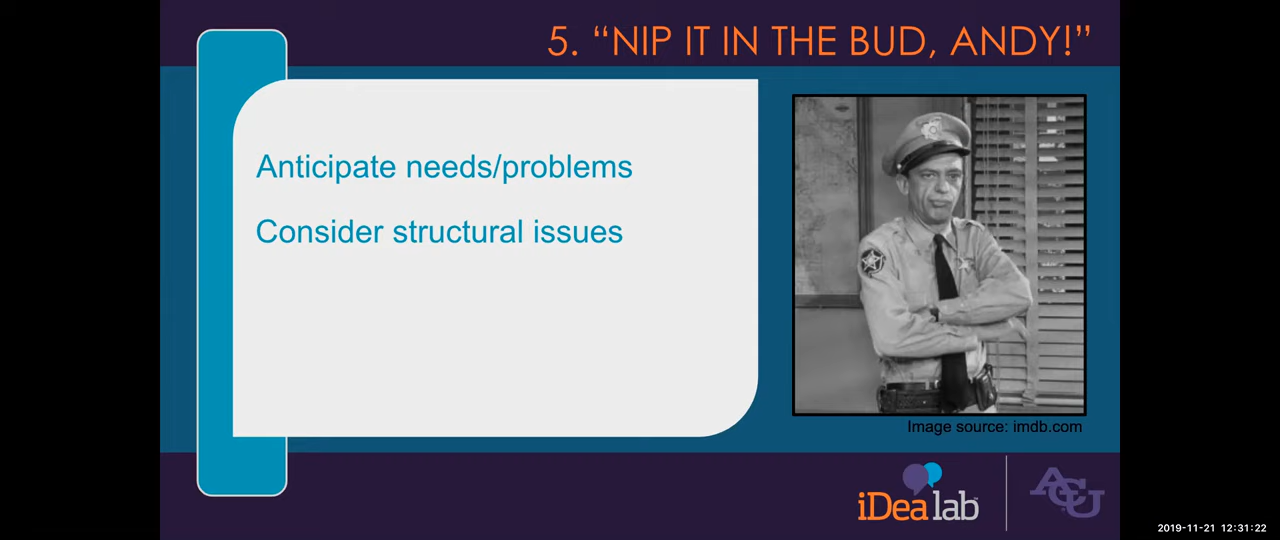 5. “NIP IT IN THE BUD, ANDY!”
Anticipate needs/problems
Consider structural issues
Image source: imdb.com
iDea lab
ACU
2019-11-21 12:31:22